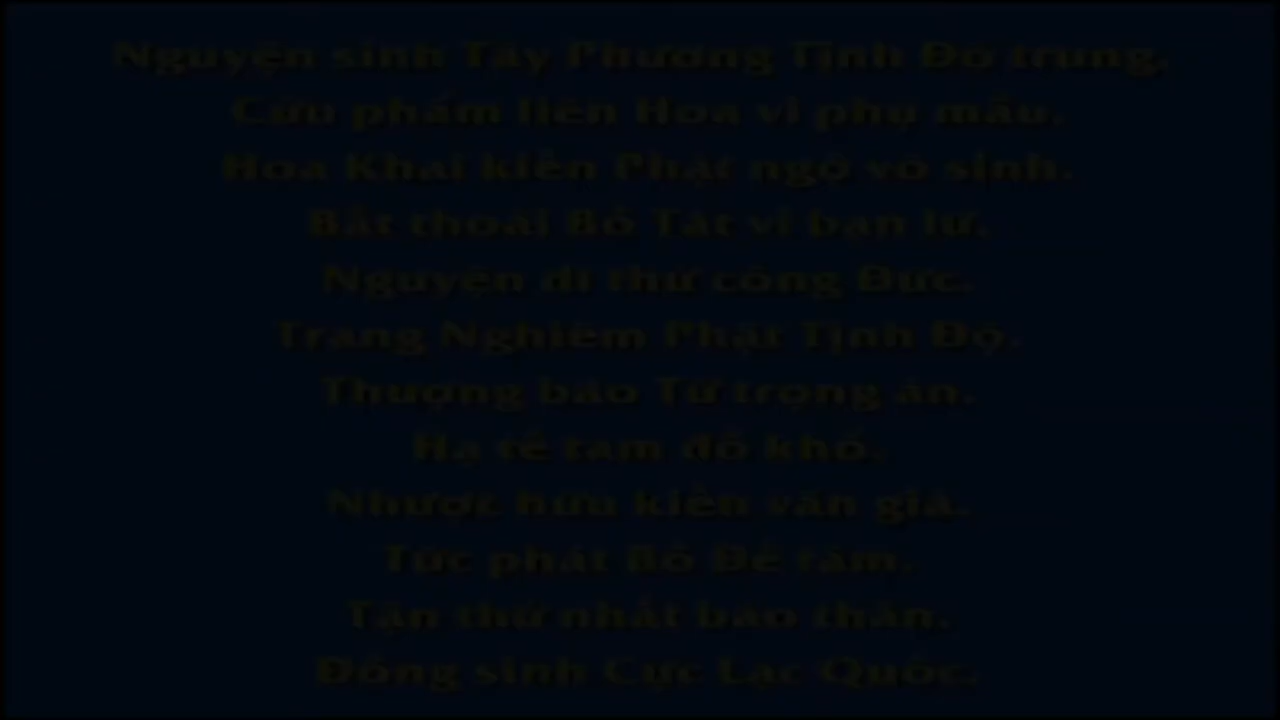 Nguyện sinh Tây Phương Tịnh Độ trung,
Cửu phẩm liên Hoa vi phụ mẫu.
Hoa Khai kiến Phật ngộ vô sinh.
Bất thoái Bồ Tát vi bạn lữ.
Nguyện dĩ thử công Đức.
Trang Nghiêm Phật Tịnh Độ.
Thượng báo Tứ trọng ân.
Hạ tế tam đồ khổ.
Nhược hữu kiến văn giả.
Tức phát Bồ Đề tâm.
Tận thử nhất báo thân.
Đồng sinh Cực Lạc Quốc.